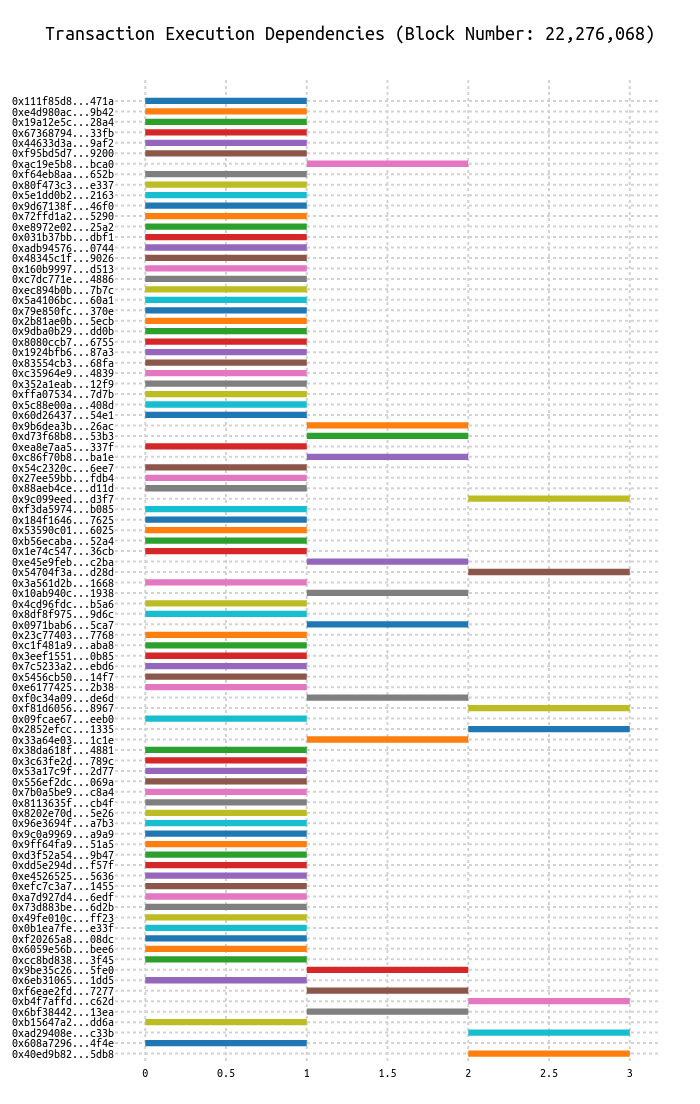 Transaction Execution Dependencies (Block Number: 22,276,068)
0x111f85d8...471a
0xe4d980ac...9b42
0x19a12e5c...28a4
0x67368794...33fb
0x44633d3a...9af2
0xf95bd5d7...9200
0xac19e5b8...bca0
0xf64eb8aa...652b
0x80f473c3...e337
0x5e1dd0b2...2163
0x9d67138f...46f0
0x72ffd1a2...5290
0xe8972e02...25a2
0x031b37bb...dbf1
0xadb94576...0744
0x48345c1f...9026
0x160b9997...d513
0xc7dc771e...4886
0xec894b0b...7b7c
0x5a4106bc...60a1
0x79e850fc...370e
0x2b81ae0b...5ecb
0x9dba0b29...dd0b
0x8080ccb7...6755
0x1924bfb6...87a3
0x83554cb3...68fa
0xc35964e9...4839
0x352a1eab...12f9
0xffa07534...7d7b
0x5c88e00a...408d
0x60d26437...54e1
0x9b6dea3b...26ac
0xd73f68b8...53b3
0xea8e7aa5...337f
0xc86f70b8...ba1e
0x54c2320c...6ee7
0x27ee59bb...fdb4
0x88aeb4ce...d11d
0x9c099eed...d3f7
0xf3da5974...b085
0x184f1646...7625
0x53590c01...6025
0xb56ecaba...52a4
0x1e74c547...36cb
0xe45e9feb...c2ba
0x54704f3a...d28d
0x3a561d2b...1668
0x10ab940c...1938
0x4cd96fdc...b5a6
0x8df8f975...9d6c
0x0971bab6...5ca7
0x23c77403...7768
0xc1f481a9...aba8
0x3eef1551...0b85
0x7c5233a2...ebd6
0x5456cb50...14f7
0xe6177425...2b38
0xf0c34a09...de6d
0xf81d6056...8967
0x09fcae67...eeb0
0x2852efcc...1335
0x33a64e03...1c1e
0x38da618f...4881
0x3c63fe2d...789c
0x53a17c9f...2d77
0x556ef2dc...069a
0x7b0a5be9...c8a4
0x8113635f...cb4f
0x8202e70d...5e26
0x96e3694f...a7b3
0x9c0a9969...a9a9
0x9ff64fa9...51a5
0xd3f52a54...9b47
0xdd5e294d...f57f
0xe4526525...5636
0xefc7c3a7...1455
0xa7d927d4...6edf
0x73d883be...6d2b
0x49fe010c...ff23
0x0b1ea7fe...e33f
0xf20265a8...08dc
0x6059e56b...bee6
0xcc8bd838...3f45
0x9be35c26...5fe0
0x6eb31065...1dd5
0xf6eae2fd...7277
0xb4f7affd...c62d
0x6bf38442...13ea
0xb15647a2...dd6a
0xad29408e...c33b
0x608a7296...4f4e
0x40ed9b82...5db8
0 0.5 1 1.5 2 2.5 3